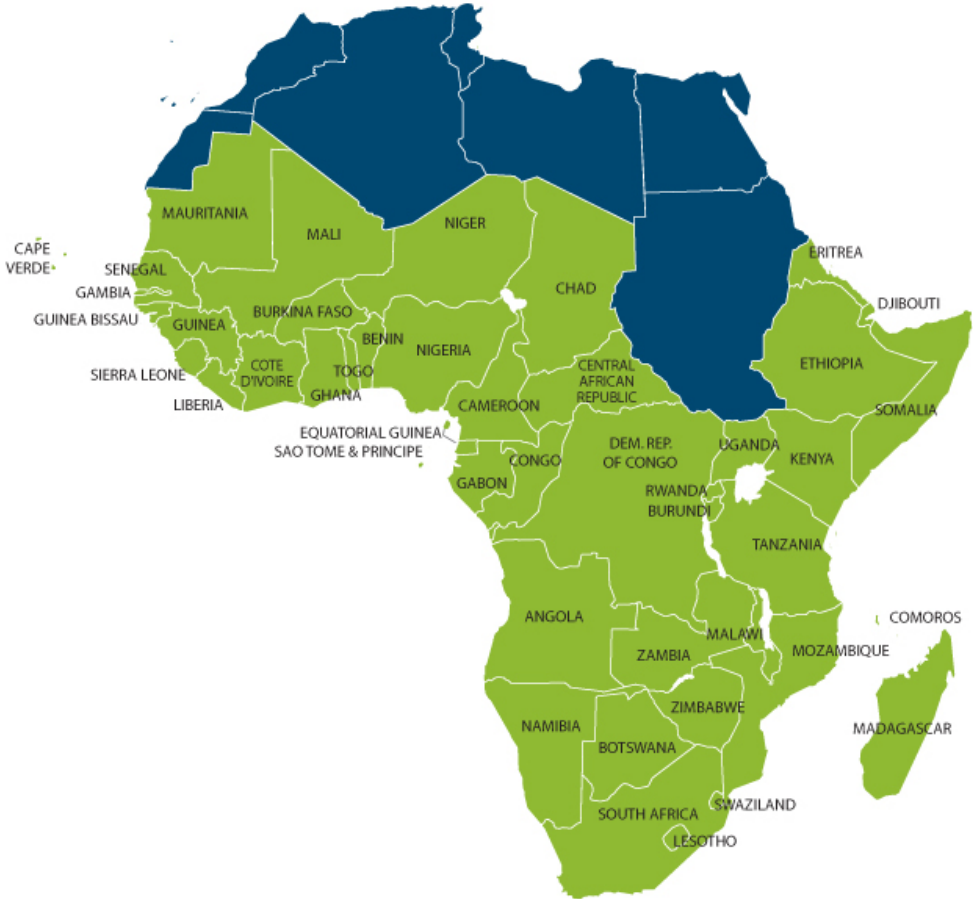 MAURITANIA
MALI
NIGER
CAPE
VERDE
SENEGAL
ERITREA
GAMBIA
CHAD
DJIBOUTI
GUINEA BISSAU
GUINEA
BURKINA FASO
BENIN
NIGERIA
ETHIOPIA
SIERRA LEONE
COTE
D'IVOIRE
TOGO
CENTRAL
AFRICAN
REPUBLIC
LIBERIA
GHANA
CAMEROON
SOMALIA
EQUATORIAL GUINEA
SAO TOME & PRINCIPE
DEM. REP.
OF CONGO
UGANDA
KENYA
CONGO
GABON
RWANDA
BURUNDI
TANZANIA
ANGOLA
COMOROS
MALAWI
ZAMBIA
MOZAMBIQUE
ZIMBABWE
NAMIBIA
MADAGASCAR
BOTSWANA
SWAZILAND
SOUTH AFRICA
LESOTHO